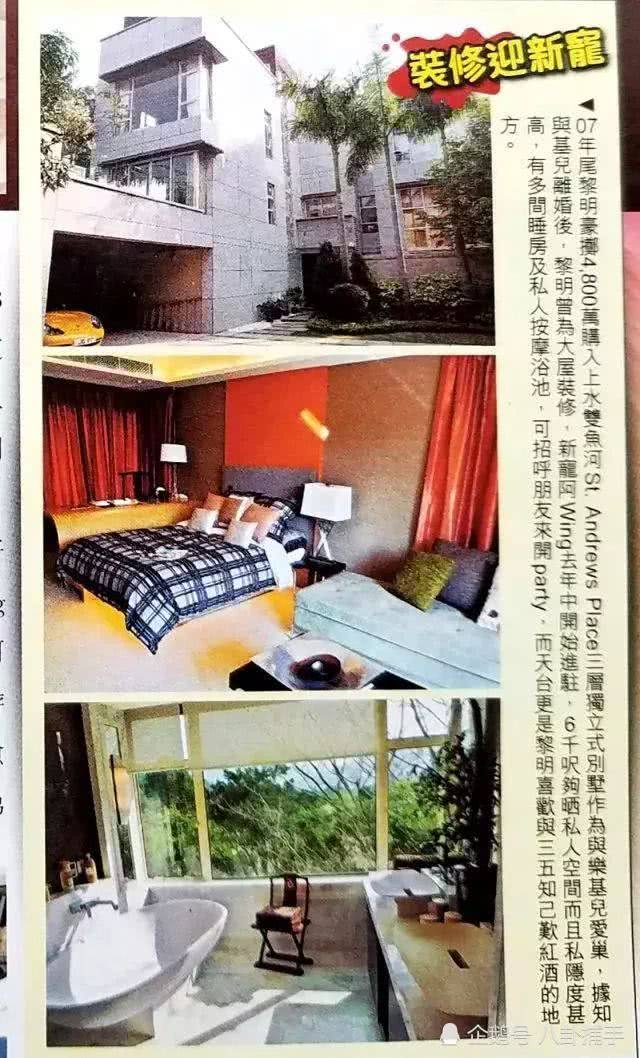 裝修迎新寵
◀07年尾黎明豪擲4,800萬購入上水雙魚河St. Andrews Place三層獨立式別墅作為與樂基兒愛巢，據知
與基兒離婚後，黎明曾為大屋裝修，新寵阿Wing去年中開始進駐，6千呎夠晒私人空間而且私隱度甚
高，有多間睡房及私人按摩浴池，可招呼朋友來開party，而天台更是黎明喜歡與三五知己歎紅酒的地
方。
企鹅号 八卦捕手